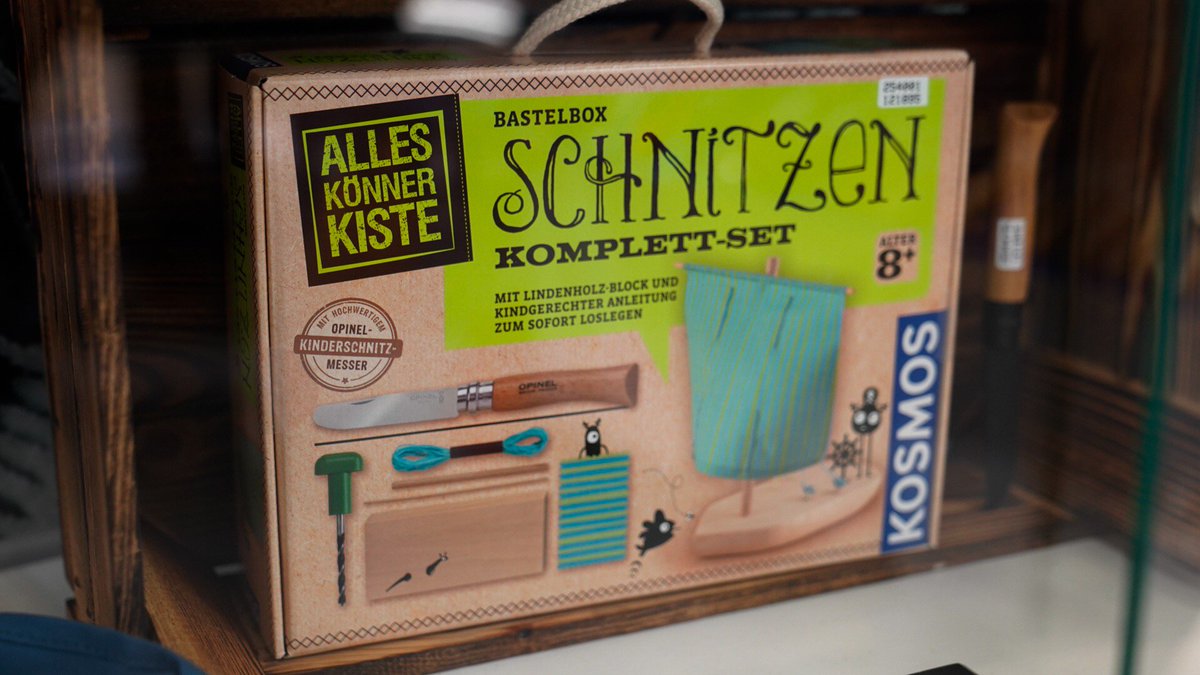 ALLES
KÖNNER
KISTE
BASTELBOX
SCHNiTZEN
KOMPLETT-SET
MIT LINDENHOLZ-BLOCK UND
KINDGERECHTER ANLEITUNG
ZUM SOFORT LOSLEGEN
254001
121895
ALTER
8+
MIT HOCHWERTIGEM
OPINEL-
KINDERSCHNITZ-
MESSER
OPINEL
KOSMOS